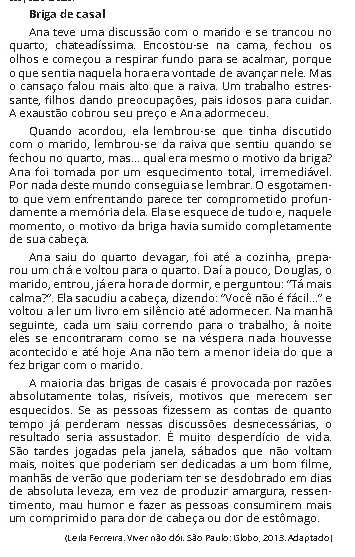 Briga de casal
Ana teve uma discussão com o marido e se trancou no
quarto, chateadíssima. Encostou-se na cama, fechou os
olhos e começou a respirar fundo para se acalmar, porque
o que sentia naquela hora era vontade de avançar nele. Mas
o cansaço falou mais alto que a raiva. Um trabalho estres-
sante, filhos dando preocupações, pais idosos para cuidar.
A exaustão cobrou seu preço e Ana adormeceu.
Quando acordou, ela lembrou-se que tinha discutido
com o marido, lembrou-se da raiva que sentiu quando se
fechou no quarto, mas... qual era mesmo o motivo da briga?
Ana foi tomada por um esquecimento total, irremediável.
Por nada deste mundo conseguia se lembrar. O esgotamen-
to que vem enfrentando parece ter comprometido profun-
damente a memória dela. Ela se esquece de tudo e, naquele
momento, o motivo da briga havia sumido completamente
de sua cabeça.
Ana saiu do quarto devagar, foi até a cozinha, prepa-
rou um chá e voltou para o quarto. Daí a pouco, Douglas, o
marido, entrou, já era hora de dormir, e perguntou: “Tá mais
calma?”. Ela sacudiu a cabeça, dizendo: “Você não é fácil...” e
voltou a ler um livro em silêncio até adormecer. Na manhã
seguinte, cada um saiu correndo para o trabalho, à noite
eles se encontraram como se na véspera nada houvesse
acontecido e até hoje Ana não tem a menor ideia do que a
fez brigar com o marido.
A maioria das brigas de casais é provocada por razões
absolutamente tolas, risíveis, motivos que merecem ser
esquecidos. Se as pessoas fizessem as contas de quanto
tempo já perderam nessas discussões desnecessárias, o
resultado seria assustador. É muito desperdício de vida.
São tardes jogadas pela janela, sábados que não voltam
mais, noites que poderiam ser dedicadas a um bom filme,
manhãs de verão que poderiam ter se desdobrado em dias
de absoluta leveza, em vez de produzir amargura, ressen-
timento, mau humor e fazer as pessoas consumirem mais
um comprimido para dor de cabeça ou dor de estômago.
(Leila Ferreira. Viver não dói. São Paulo: Globo, 2013. Adaptado)